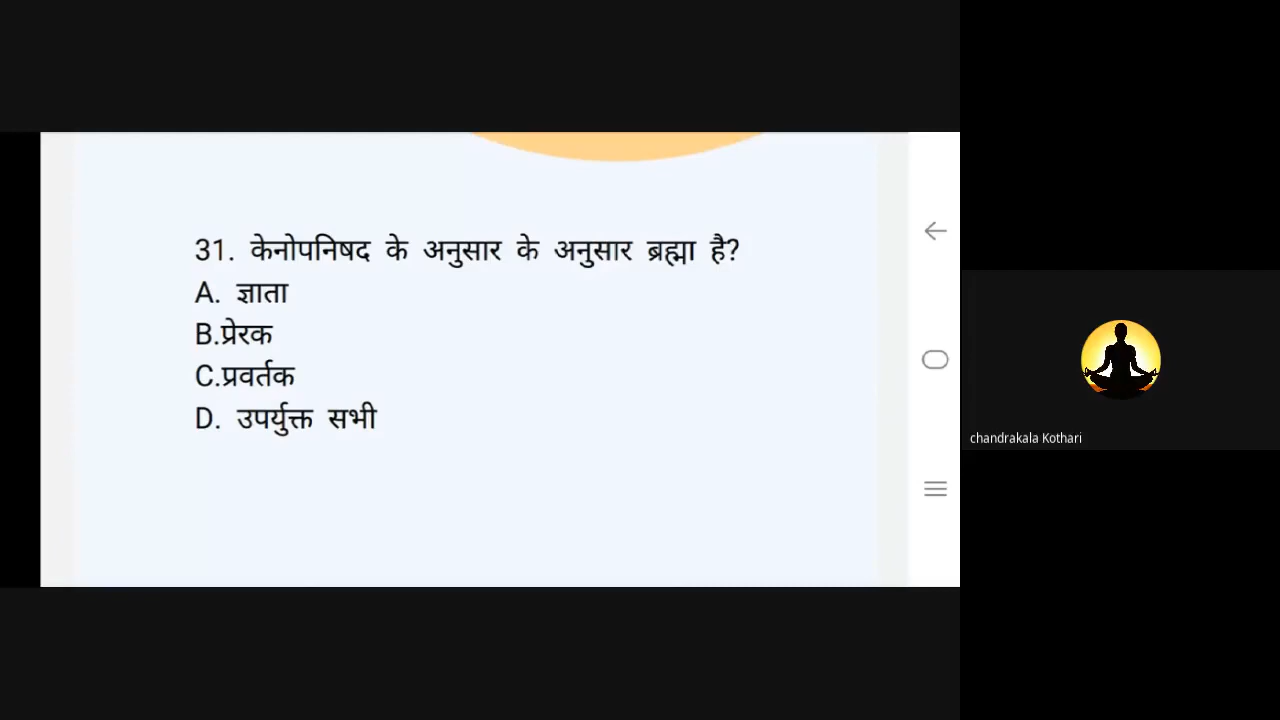 31. केनोपनिषद के अनुसार के अनुसार ब्रह्मा है?
A. ज्ञाता
B.प्रेरक
C.प्रवर्तक
D. उपर्युक्त सभी
chandrakala Kothari